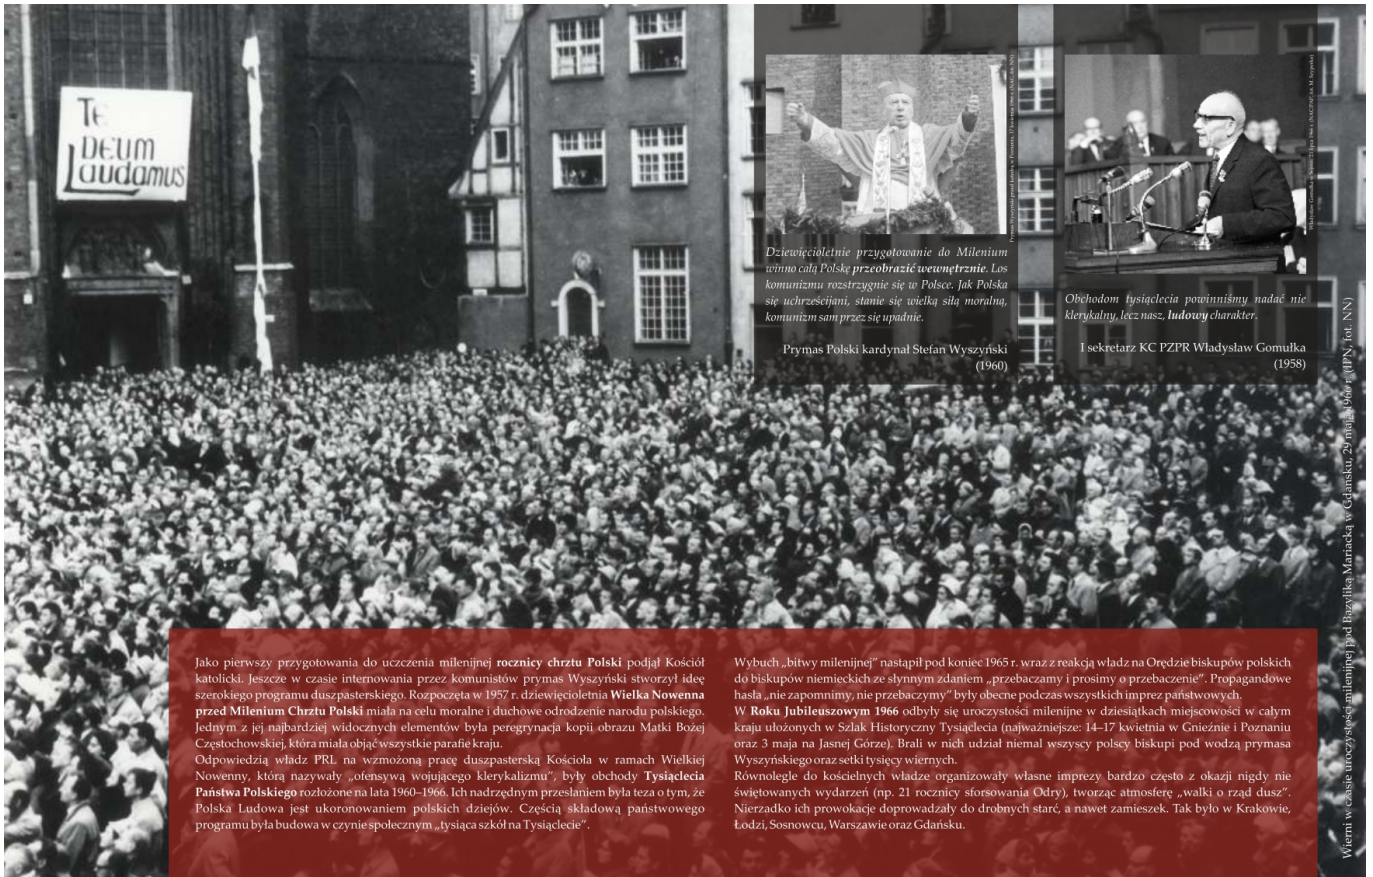 TE
DEUM
Laudamus
Prymas Wyszyński przed katedrą w Poznaniu, 17 kwietnia 1966 r. (NAC, fot. NN)
Dziewięcioletnie przygotowanie do Milenium
winno całą Polskę przeobrazić wewnętrznie. Los
komunizmu rozstrzygnie się w Polsce. Jak Polska
się uchrześcijani, stanie się wielką siłą moralną,
komunizm sam przez się upadnie.
Prymas Polski kardynał Stefan Wyszyński
(1960)
Obchodom tysiąclecia powinniśmy nadać nie
klerykalny, lecz nasz, ludowy charakter.
I sekretarz KC PZPR Władysław Gomułka
(1958)
Wierni w czasie uroczystości milenijnej pod Bazyliką Mariacką w Gdańsku, 29 maja 1966 r. (IPN, fot. NN)
Jako pierwszy przygotowania do uczczenia milenijnej rocznicy chrztu Polski podjął Kościół
katolicki. Jeszcze w czasie internowania przez komunistów prymas Wyszyński stworzył ideę
szerokiego programu duszpasterskiego. Rozpoczęta w 1957 r. dziewięcioletnia Wielka Nowenna
przed Milenium Chrztu Polski miała na celu moralne i duchowe odrodzenie narodu polskiego.
Jednym z jej najbardziej widocznych elementów była peregrynacja kopii obrazu Matki Bożej
Częstochowskiej, która miała objąć wszystkie parafie kraju.
Odpowiedzią władz PRL na wzmożoną pracę duszpasterską Kościoła w ramach Wielkiej
Nowenny, którą nazywały „ofensywą wojującego klerykalizmu”, były obchody Tysiąclecia
Państwa Polskiego rozłożone na lata 1960–1966. Ich nadrzędnym przesłaniem była teza o tym, że
Polska Ludowa jest ukoronowaniem polskich dziejów. Częścią składową państwowego
programu była budowa w czynie społecznym „tysiąca szkół na Tysiąclecie”.
Wybuch „bitwy milenijnej” nastąpił pod koniec 1965 r. wraz z reakcją władz na Orędzie biskupów polskich
do biskupów niemieckich ze słynnym zdaniem „przebaczamy i prosimy o przebaczenie”. Propagandowe
hasła „nie zapomnimy, nie przebaczymy” były obecne podczas wszystkich imprez państwowych.
W Roku Jubileuszowym 1966 odbyły się uroczystości milenijne w dziesiątkach miejscowości w całym
kraju ułożonych w Szlak Historyczny Tysiąclecia (najważniejsze: 14–17 kwietnia w Gnieźnie i Poznaniu
oraz 3 maja na Jasnej Górze). Brali w nich udział niemal wszyscy polscy biskupi pod wodzą prymasa
Wyszyńskiego oraz setki tysięcy wiernych.
Równolegle do kościelnych władze organizowały własne imprezy bardzo często z okazji nigdy nie
świętowanych wydarzeń (np. 21 rocznicy sforsowania Odry), tworząc atmosferę „walki o rząd dusz”.
Nierzadko ich prowokacje doprowadzały do drobnych starć, a nawet zamieszek. Tak było w Krakowie,
Łodzi, Sosnowcu, Warszawie oraz Gdańsku.